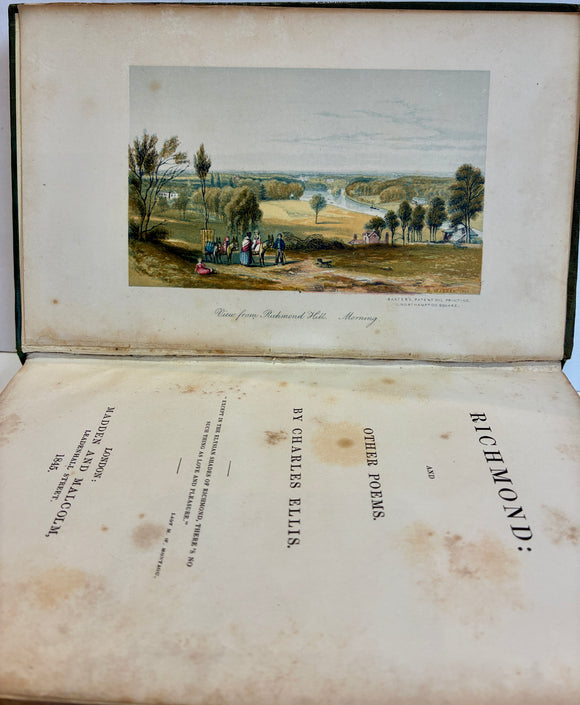 BAXTER'S PATENT OIL PRINTING,
11, NORTHAMPTON SQUARE.
View from Richmond Hill. Morning
RICHMOND:
AND
OTHER POEMS.
BY CHARLES ELLIS.
"EXCEPT IN THE ELYSIAN SHADES OF RICHMOND, THERE'S NO
SUCH THING AS LOVE AND PLEASURE."
LADY M. W. MONTAGU.
LONDON:
MADDEN AND MALCOLM,
LEADENHALL STREET.
1845